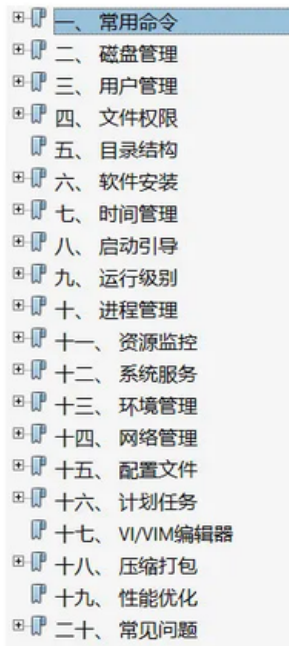 一、 常用命令
二、 磁盘管理
三、 用户管理
四、 文件权限
五、 目录结构
六、 软件安装
七、 时间管理
八、 启动引导
九、 运行级别
十、 进程管理
十一、 资源监控
十二、 系统服务
十三、 环境管理
十四、 网络管理
十五、 配置文件
十六、 计划任务
十七、 VI/VIM编辑器
十八、 压缩打包
十九、 性能优化
二十、 常见问题